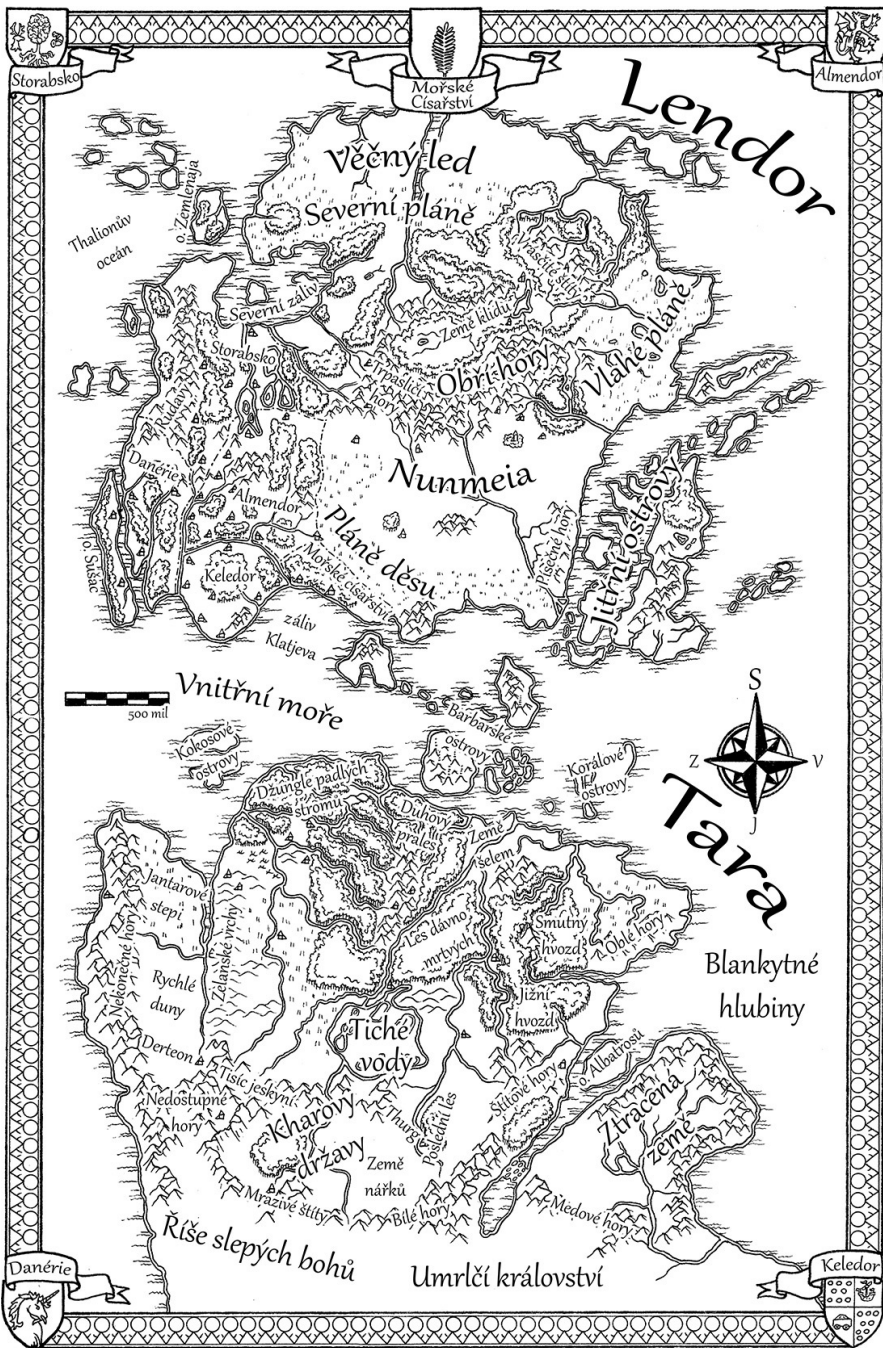 Storabsko
Mořské
Císařství
Almendor
Lendor
Věčný led
Severní pláně
o. Zemlenaja
Thalionův
oceán
Severní záliv
Storabsko
Země klidu
Vlahé pláně
Trpasličí
hory
Obří hory
Rudavy
Danérie
Nunmeia
Almendor
Pláně děsu
Písečné hory
Jitřní ostrovy
Keledor
Mořské císařství
záliv
Klatjeva
500 mil
Vnitřní moře
Barbarské
ostrovy
Kokosové
ostrovy
Korálové
ostrovy
S
Z
V
J
Tara
Džungle padlých
stromů
Duhový
prales
Země
šelem
Jantarové
stepi
Nekonečné hory
Zelanské vrchy
Les dávno
mrtvých
Smutný
hvozd
Oblé hory
Blankytné
hlubiny
Rychlé
duny
Jižní
hvozd
Tiché
vody
Derteon
Tisíc jeskyní
Štítové hory
o. Albatrosů
Nedostupné
hory
Kharovy
državy
Thurg
Poslední les
Ztracená
země
Země
nářků
Mrazivé štíty
Bílé hory
Medové hory
Říše slepých bohů
Umrlčí království
Danérie
Keledor